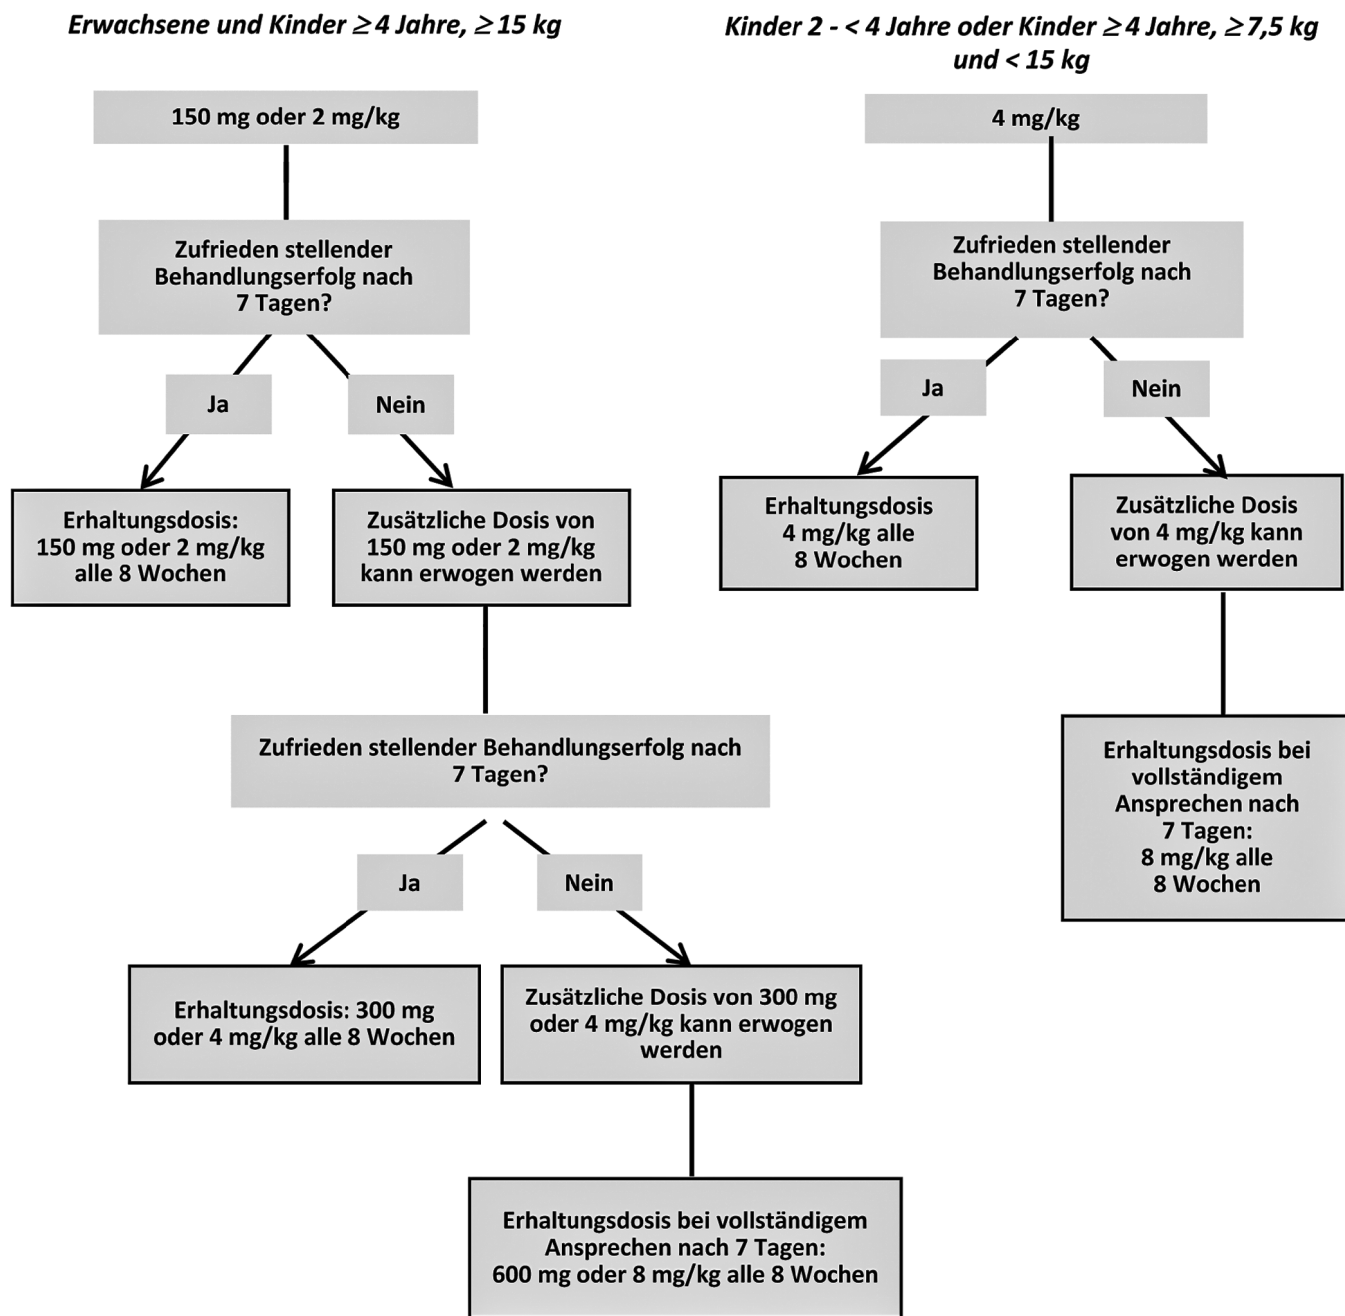 Erwachsene und Kinder ≥ 4 Jahre, ≥ 15 kg
150 mg oder 2 mg/kg
Zufrieden stellender
Behandlungserfolg nach
7 Tagen?
Ja
Nein
Erhaltungsdosis:
150 mg oder 2 mg/kg
alle 8 Wochen
Zusätzliche Dosis von
150 mg oder 2 mg/kg
kann erwogen werden
Zufrieden stellender Behandlungserfolg nach
7 Tagen?
Ja
Nein
Erhaltungsdosis: 300 mg
oder 4 mg/kg alle 8 Wochen
Zusätzliche Dosis von 300 mg
oder 4 mg/kg kann erwogen
werden
Erhaltungsdosis bei vollständigem
Ansprechen nach 7 Tagen:
600 mg oder 8 mg/kg alle 8 Wochen
Kinder 2 - < 4 Jahre oder Kinder ≥ 4 Jahre, ≥ 7,5 kg
und < 15 kg
4 mg/kg
Zufrieden stellender
Behandlungserfolg nach
7 Tagen?
Ja
Nein
Erhaltungsdosis
4 mg/kg alle
8 Wochen
Zusätzliche Dosis
von 4 mg/kg kann
erwogen werden
Erhaltungsdosis bei
vollständigem
Ansprechen nach
7 Tagen:
8 mg/kg alle
8 Wochen